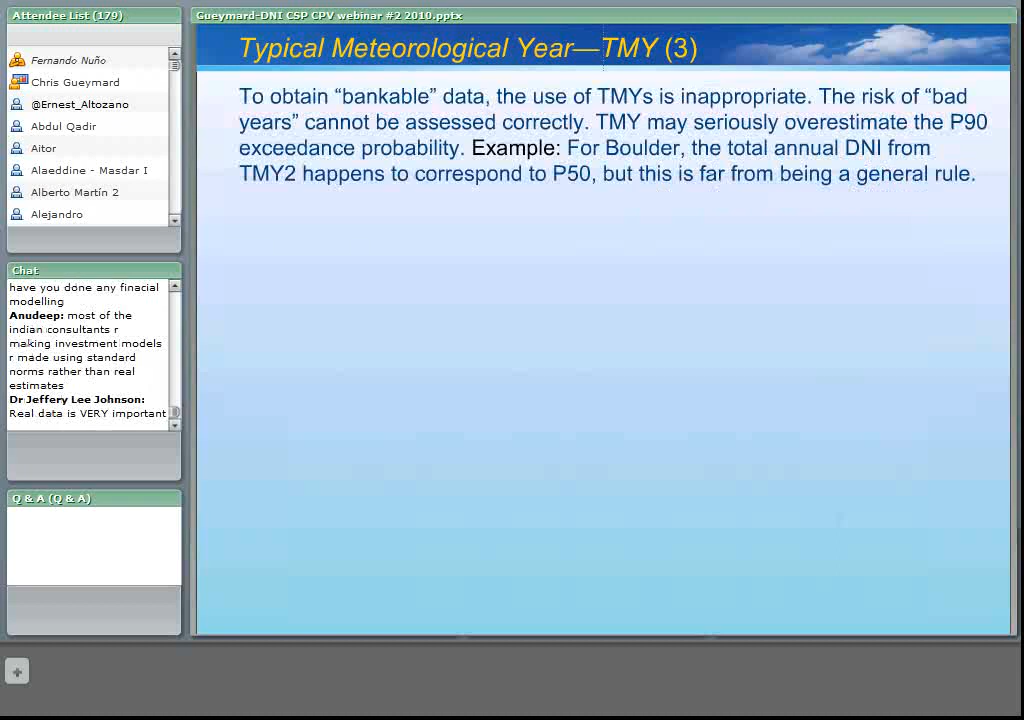 Attendee List (179)
Fernando Nuño
Chris Gueymard
@Ernest_Altozano
Abdul Qadir
Aitor
Alaeddine - Masdar I
Alberto Martín 2
Alejandro
Chat
have you done any finacial
modelling
Anudeep: most of the
indian consultants r
making investment models
r made using standard
norms rather than real
estimates
Dr Jeffery Lee Johnson:
Real data is VERY important
Q & A (Q & A)
Gueymard-DNI CSP CPV webinar #2 2010.pptx
Typical Meteorological Year—TMY (3)
To obtain “bankable” data, the use of TMYs is inappropriate. The risk of “bad
years” cannot be assessed correctly. TMY may seriously overestimate the P90
exceedance probability. Example: For Boulder, the total annual DNI from
TMY2 happens to correspond to P50, but this is far from being a general rule.